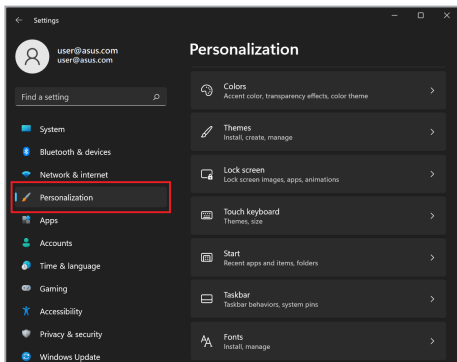 Settings
user@asus.com
user@asus.com
Find a setting
System
Bluetooth & devices
Network & internet
Personalization
Apps
Accounts
Time & language
Gaming
Accessibility
Privacy & security
Windows Update
Personalization
Colors
Accent color, transparency effects, color theme
Themes
Install, create, manage
Lock screen
Lock screen images, apps, animations
Touch keyboard
Themes, size
Start
Recent apps and items, folders
Taskbar
Taskbar behaviors, system pins
Fonts
Install, manage